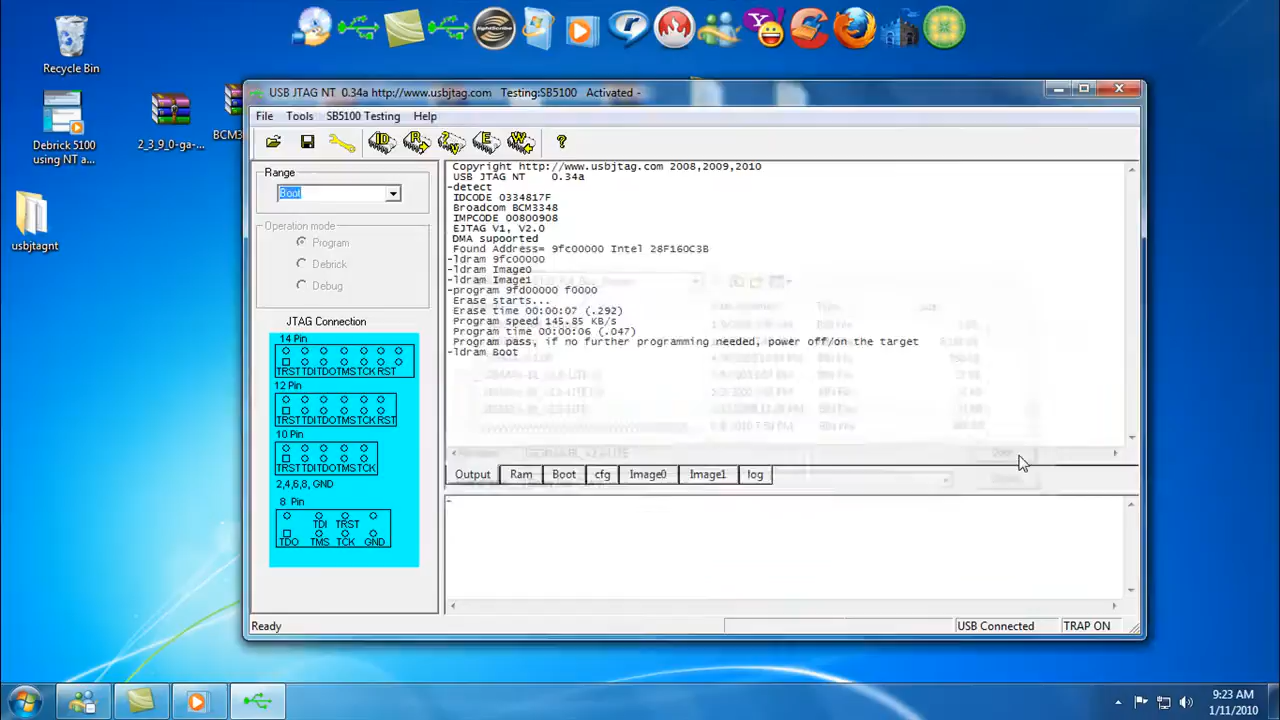 Recycle Bin
Debrick 5100
using NT a...
2_3_9_0-ga-...
BCM3
usbjtagnt
USB JTAG NT 0.34a http://www.usbjtag.com Testing:SB5100 Activated -
File Tools SB5100 Testing Help
Range
Boot
Operation mode
Program
Debrick
Debug
JTAG Connection
14 Pin
TRST TDI TDO TMS TCK RST
12 Pin
TRST TDI TDO TMS TCK RST
10 Pin
TRST TDI TDO TMS TCK
2,4,6,8, GND
8 Pin
TDI TRST
TDO TMS TCK GND
Copyright http://www.usbjtag.com 2008,2009,2010
USB JTAG NT 0.34a
-detect
IDCODE 0334817F
Broadcom BCM3348
IMPCODE 00800908
EJTAG V1, V2.0
DMA supoorted
Found Address= 9fc00000 Intel 28F160C3B
-ldram 9fc00000
-ldram Image0
-ldram Image1
-program 9fd00000 f0000
Erase starts...
Erase time 00:00:07 (.292)
Program speed 145.85 KB/s
Program time 00:00:06 (.047)
Program pass, if no further programming needed, power off/on the target
-ldram Boot
Output Ram Boot cfg Image0 Image1 log
-
Ready
USB Connected
TRAP ON
9:23 AM
1/11/2010